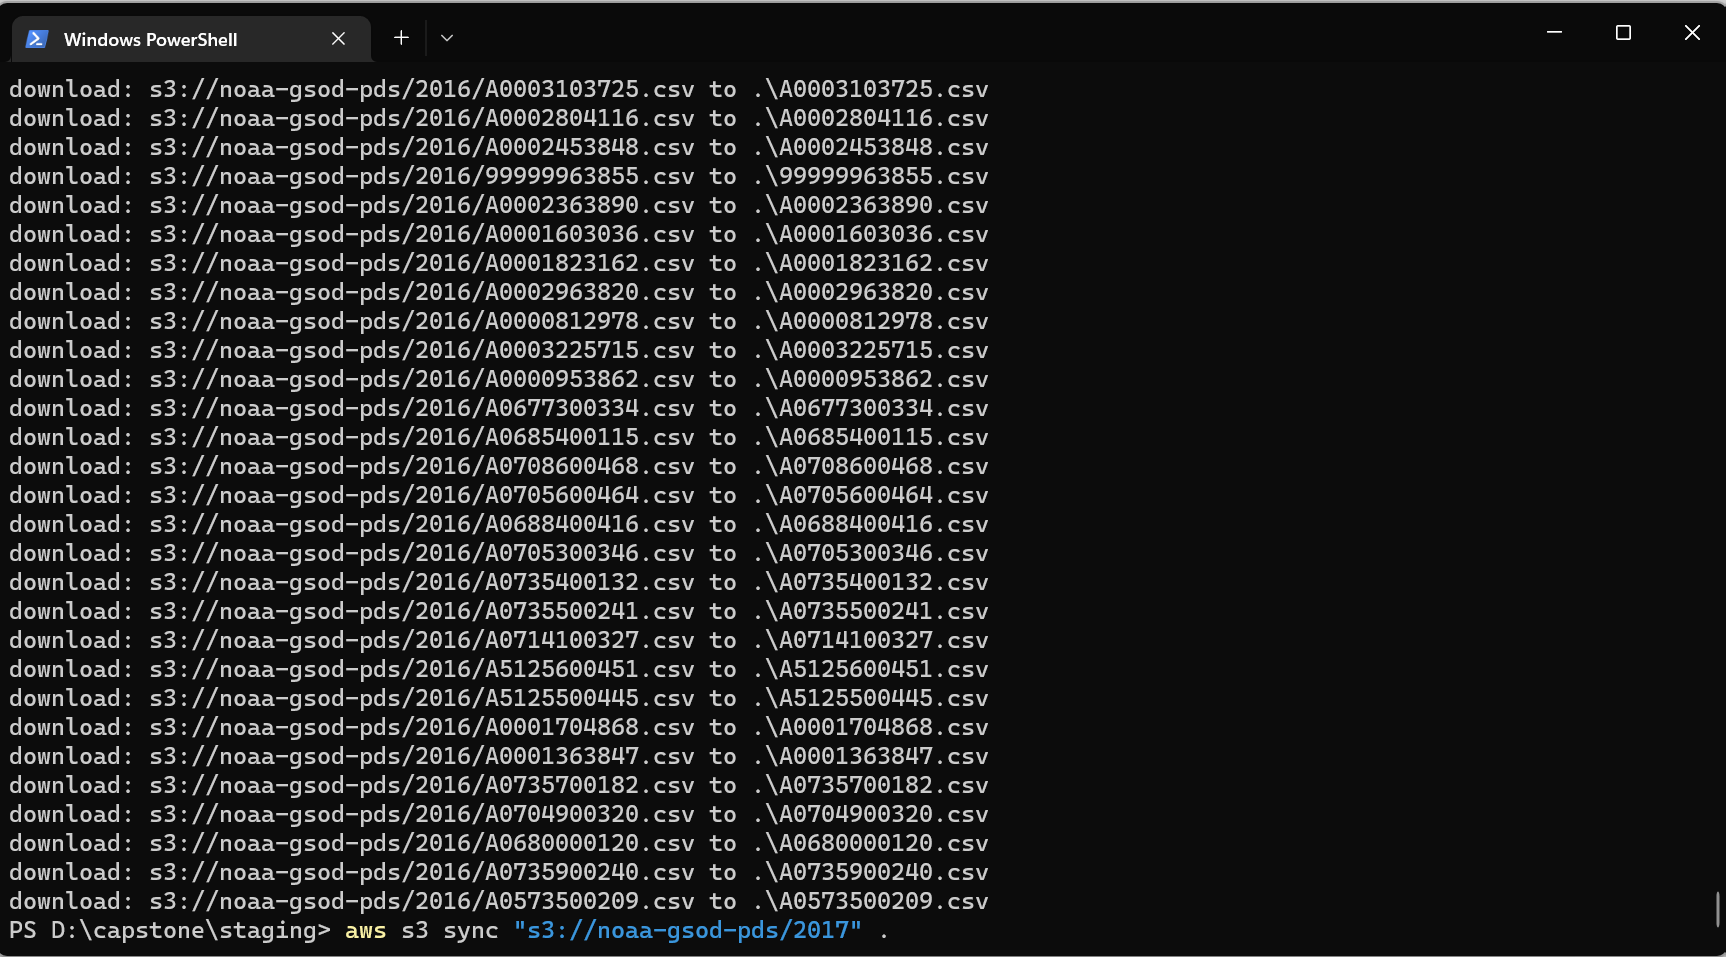 Windows PowerShell
download: s3://noaa-gsod-pds/2016/A0003103725.csv to .\A0003103725.csv
download: s3://noaa-gsod-pds/2016/A0002804116.csv to .\A0002804116.csv
download: s3://noaa-gsod-pds/2016/A0002453848.csv to .\A0002453848.csv
download: s3://noaa-gsod-pds/2016/99999963855.csv to .\99999963855.csv
download: s3://noaa-gsod-pds/2016/A0002363890.csv to .\A0002363890.csv
download: s3://noaa-gsod-pds/2016/A0001603036.csv to .\A0001603036.csv
download: s3://noaa-gsod-pds/2016/A0001823162.csv to .\A0001823162.csv
download: s3://noaa-gsod-pds/2016/A0002963820.csv to .\A0002963820.csv
download: s3://noaa-gsod-pds/2016/A0000812978.csv to .\A0000812978.csv
download: s3://noaa-gsod-pds/2016/A0003225715.csv to .\A0003225715.csv
download: s3://noaa-gsod-pds/2016/A0000953862.csv to .\A0000953862.csv
download: s3://noaa-gsod-pds/2016/A0677300334.csv to .\A0677300334.csv
download: s3://noaa-gsod-pds/2016/A0685400115.csv to .\A0685400115.csv
download: s3://noaa-gsod-pds/2016/A0708600468.csv to .\A0708600468.csv
download: s3://noaa-gsod-pds/2016/A0705600464.csv to .\A0705600464.csv
download: s3://noaa-gsod-pds/2016/A0688400416.csv to .\A0688400416.csv
download: s3://noaa-gsod-pds/2016/A0705300346.csv to .\A0705300346.csv
download: s3://noaa-gsod-pds/2016/A0735400132.csv to .\A0735400132.csv
download: s3://noaa-gsod-pds/2016/A0735500241.csv to .\A0735500241.csv
download: s3://noaa-gsod-pds/2016/A0714100327.csv to .\A0714100327.csv
download: s3://noaa-gsod-pds/2016/A5125600451.csv to .\A5125600451.csv
download: s3://noaa-gsod-pds/2016/A5125500445.csv to .\A5125500445.csv
download: s3://noaa-gsod-pds/2016/A0001704868.csv to .\A0001704868.csv
download: s3://noaa-gsod-pds/2016/A0001363847.csv to .\A0001363847.csv
download: s3://noaa-gsod-pds/2016/A0735700182.csv to .\A0735700182.csv
download: s3://noaa-gsod-pds/2016/A0704900320.csv to .\A0704900320.csv
download: s3://noaa-gsod-pds/2016/A0680000120.csv to .\A0680000120.csv
download: s3://noaa-gsod-pds/2016/A0735900240.csv to .\A0735900240.csv
download: s3://noaa-gsod-pds/2016/A0573500209.csv to .\A0573500209.csv
PS D:\capstone\staging> aws s3 sync "s3://noaa-gsod-pds/2017" .